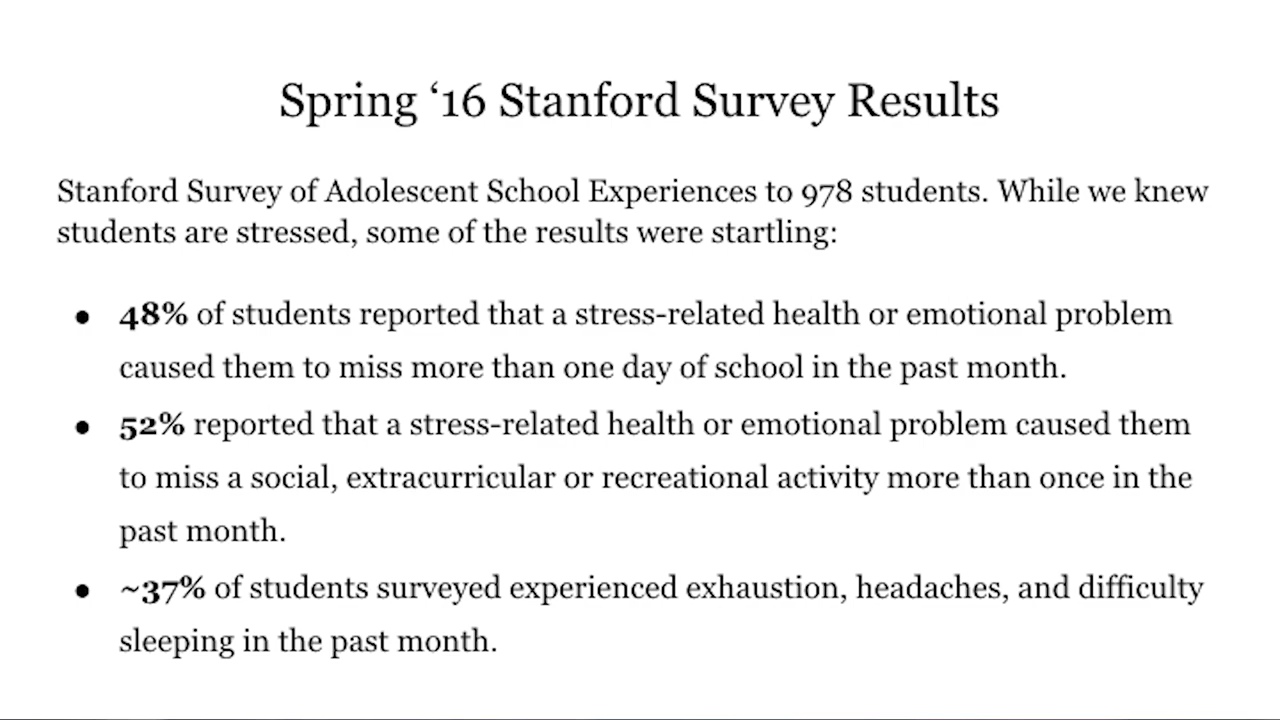 Spring ‘16 Stanford Survey Results
Stanford Survey of Adolescent School Experiences to 978 students. While we knew
students are stressed, some of the results were startling:
● 48% of students reported that a stress-related health or emotional problem
caused them to miss more than one day of school in the past month.
● 52% reported that a stress-related health or emotional problem caused them
to miss a social, extracurricular or recreational activity more than once in the
past month.
● ~37% of students surveyed experienced exhaustion, headaches, and difficulty
sleeping in the past month.